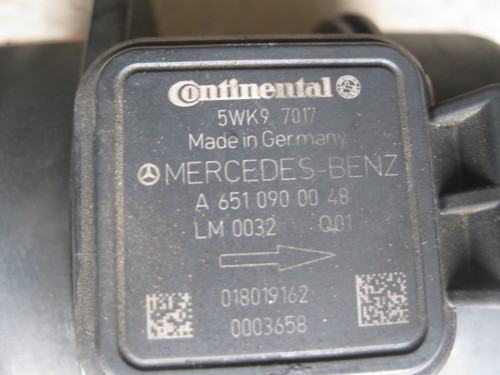 Continental
5WK9 7017
Made in Germany
MERCEDES-BENZ
A 651 090 00 48
LM 0032 Q01
018019162
0003658